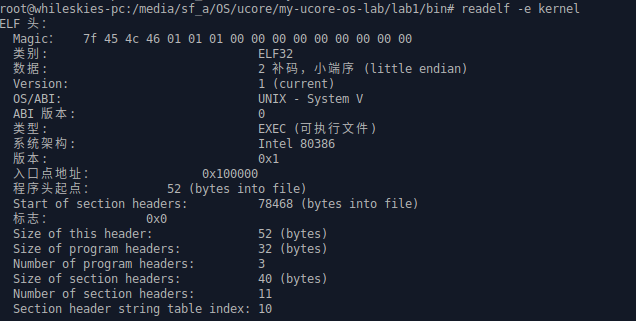 root@whileskies-pc:/media/sf_a/OS/ucore/my-ucore-os-lab/lab1/bin# readelf -e kernel
ELF 头：
  Magic：   7f 45 4c 46 01 01 01 00 00 00 00 00 00 00 00 00
  类别:                              ELF32
  数据:                              2 补码，小端序 (little endian)
  Version:                           1 (current)
  OS/ABI:                            UNIX - System V
  ABI 版本:                          0
  类型:                              EXEC (可执行文件)
  系统架构:                          Intel 80386
  版本:                              0x1
  入口点地址：               0x100000
  程序头起点：          52 (bytes into file)
  Start of section headers:          78468 (bytes into file)
  标志：             0x0
  Size of this header:               52 (bytes)
  Size of program headers:           32 (bytes)
  Number of program headers:         3
  Size of section headers:           40 (bytes)
  Number of section headers:         11
  Section header string table index: 10